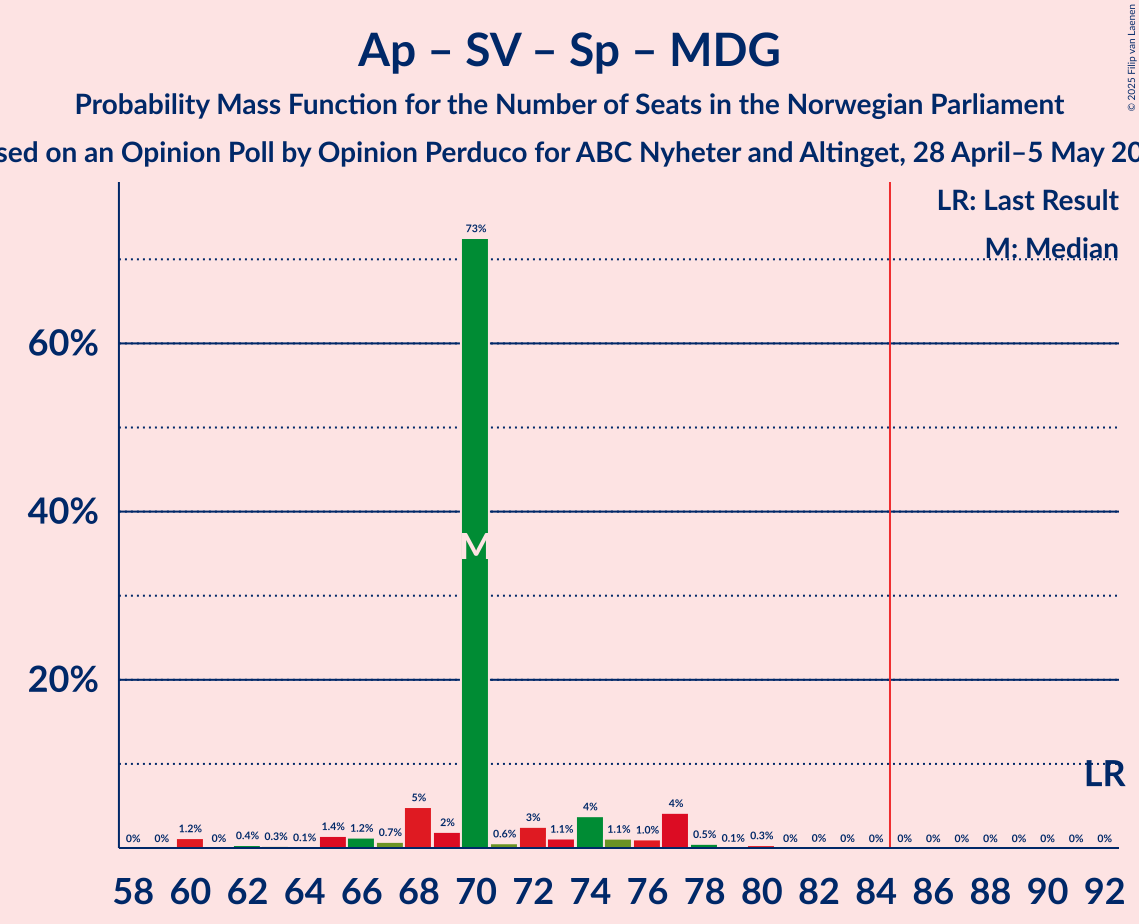 Ap – SV – Sp – MDG
Probability Mass Function for the Number of Seats in the Norwegian Parliament
sed on an Opinion Poll by Opinion Perduco for ABC Nyheter and Altinget, 28 April–5 May 20
© 2025 Filip van Laenen
LR: Last Result
M: Median
73%
60%
40%
M
20%
LR
0% 0% 1.2% 0% 0.4% 0.3% 0.1% 1.4% 1.2% 0.7% 5% 2% 0.6% 3% 1.1% 4% 1.1% 1.0% 4% 0.5% 0.1% 0.3% 0% 0% 0% 0% 0% 0% 0% 0% 0% 0% 0% 0%
58 60 62 64 66 68 70 72 74 76 78 80 82 84 86 88 90 92